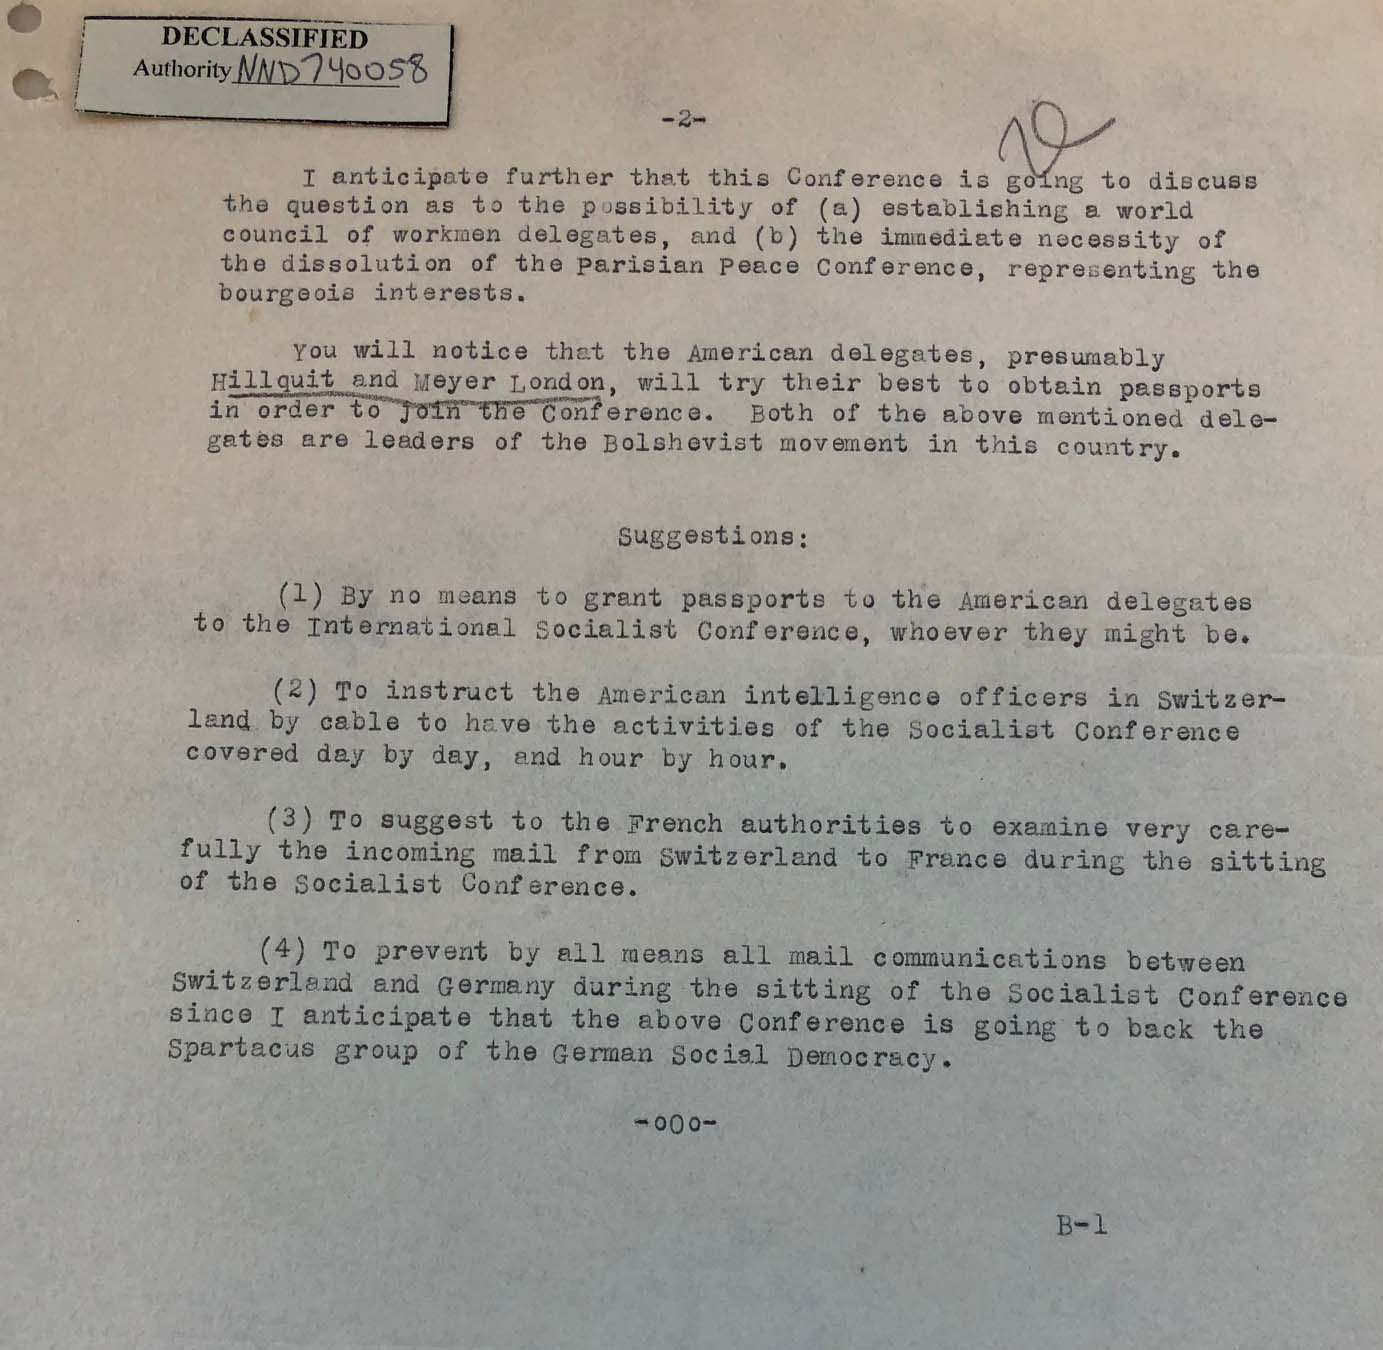 DECLASSIFIED
Authority NND740058
-2-
I anticipate further that this Conference is going to discuss
the question as to the possibility of (a) establishing a world
council of workmen delegates, and (b) the immediate necessity of
the dissolution of the Parisian Peace Conference, representing the
bourgeois interests.
You will notice that the American delegates, presumably
Hillquit and Meyer London, will try their best to obtain passports
in order to join the Conference. Both of the above mentioned dele-
gates are leaders of the Bolshevist movement in this country.
Suggestions:
(1) By no means to grant passports to the American delegates
to the International Socialist Conference, whoever they might be.
(2) To instruct the American intelligence officers in Switzer-
land by cable to have the activities of the Socialist Conference
covered day by day, and hour by hour.
(3) To suggest to the French authorities to examine very care-
fully the incoming mail from Switzerland to France during the sitting
of the Socialist Conference.
(4) To prevent by all means all mail communications between
Switzerland and Germany during the sitting of the Socialist Conference
since I anticipate that the above Conference is going to back the
Spartacus group of the German Social Democracy.
-oOo-
B-1